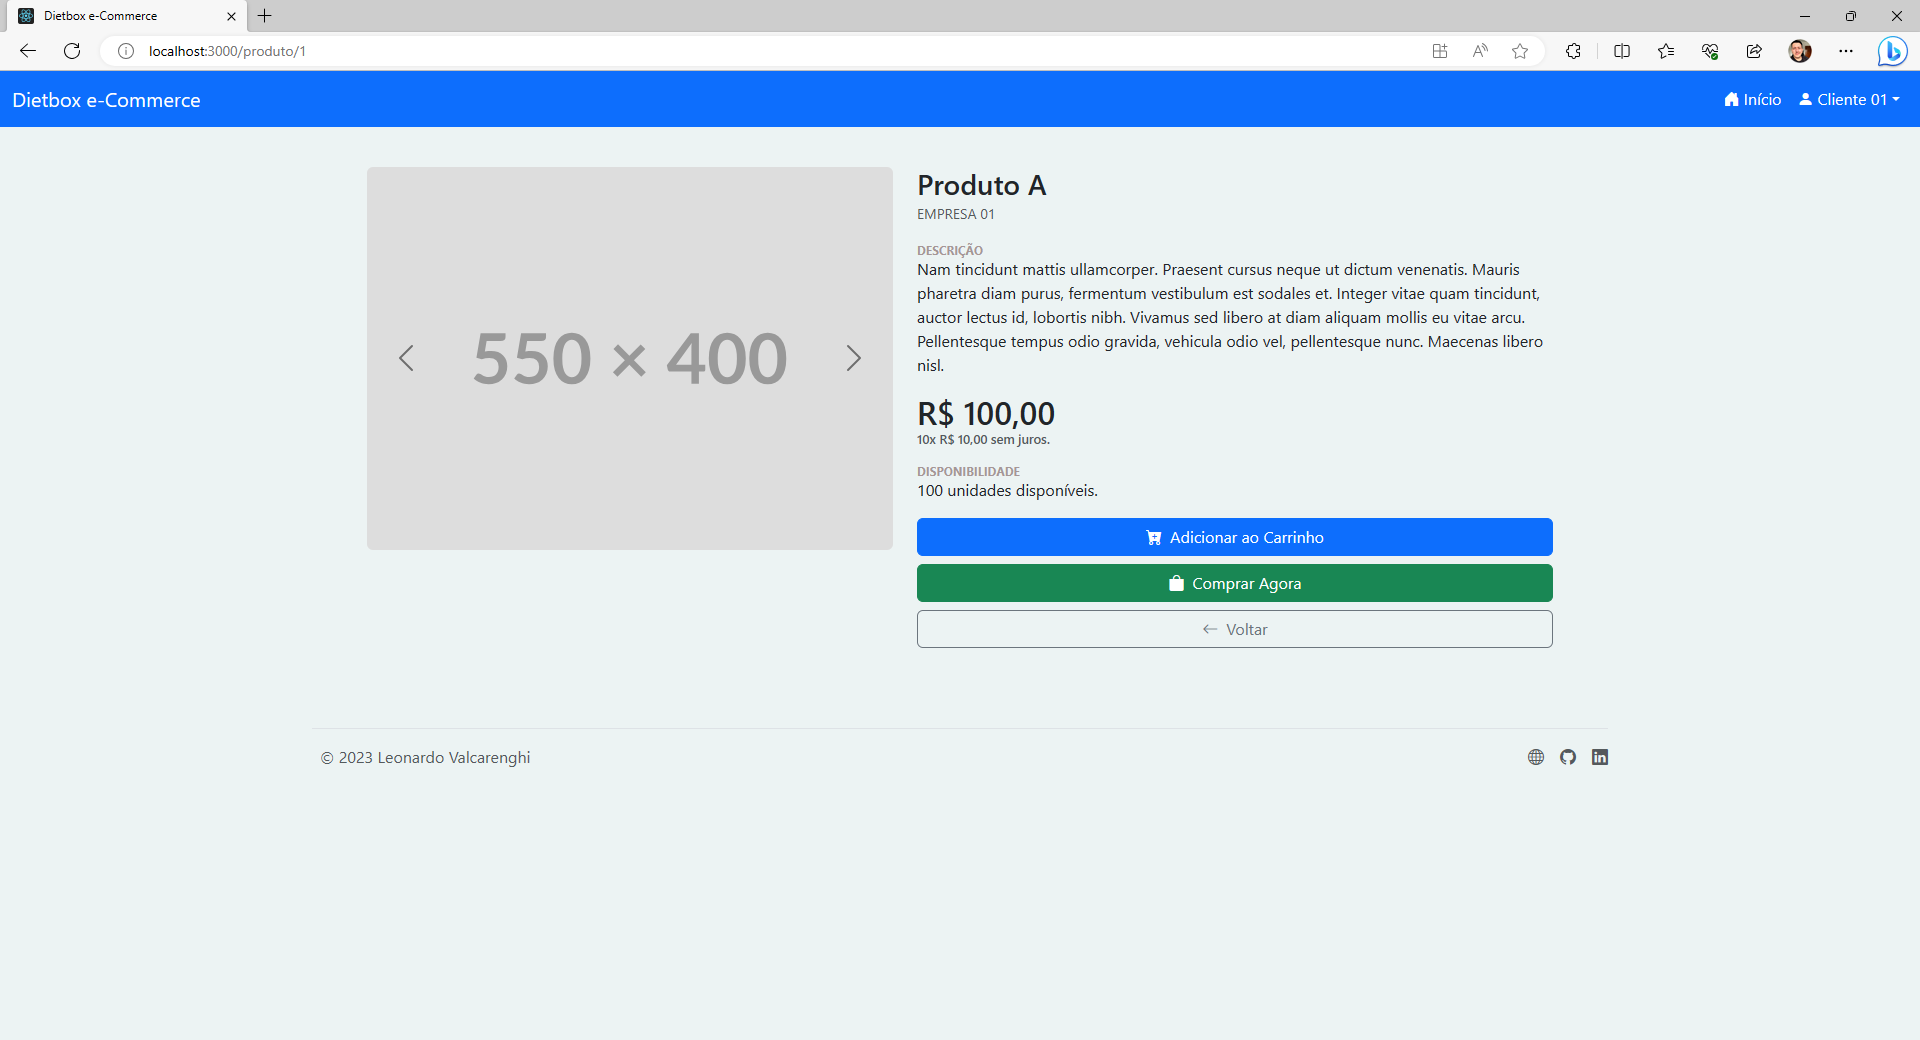 Dietbox e-Commerce
localhost:3000/produto/1
Dietbox e-Commerce
Início
Cliente 01
550 × 400
Produto A
EMPRESA 01
DESCRIÇÃO
Nam tincidunt mattis ullamcorper. Praesent cursus neque ut dictum venenatis. Mauris
pharetra diam purus, fermentum vestibulum est sodales et. Integer vitae quam tincidunt,
auctor lectus id, lobortis nibh. Vivamus sed libero at diam aliquam mollis eu vitae arcu.
Pellentesque tempus odio gravida, vehicula odio vel, pellentesque nunc. Maecenas libero
nisl.
R$ 100,00
10x R$ 10,00 sem juros.
DISPONIBILIDADE
100 unidades disponíveis.
Adicionar ao Carrinho
Comprar Agora
Voltar
© 2023 Leonardo Valcarenghi